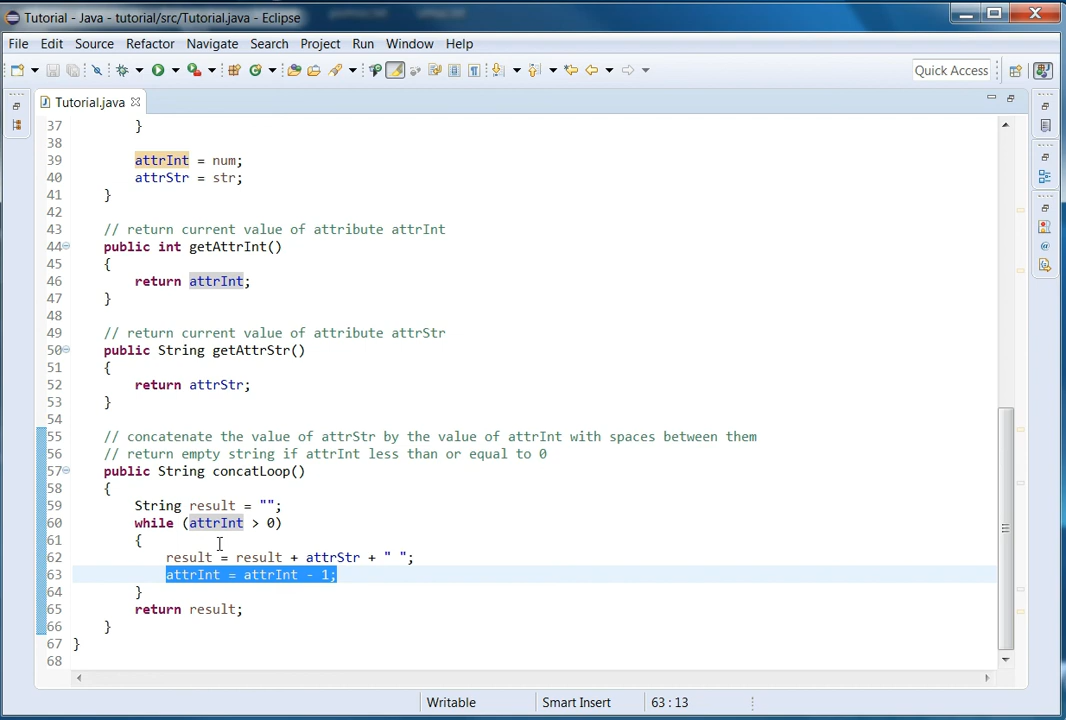 Tutorial - Java - tutorial/src/Tutorial.java - Eclipse
File Edit Source Refactor Navigate Search Project Run Window Help
Quick Access
Tutorial.java
37 }
38
39 attrInt = num;
40 attrStr = str;
41 }
42
43 // return current value of attribute attrInt
44 public int getAttrInt()
45 {
46 return attrInt;
47 }
48
49 // return current value of attribute attrStr
50 public String getAttrStr()
51 {
52 return attrStr;
53 }
54
55 // concatenate the value of attrStr by the value of attrInt with spaces between them
56 // return empty string if attrInt less than or equal to 0
57 public String concatLoop()
58 {
59 String result = "";
60 while (attrInt > 0)
61 {
62 result = result + attrStr + " ";
63 attrInt = attrInt - 1;
64 }
65 return result;
66 }
67 }
68
Writable Smart Insert 63 : 13